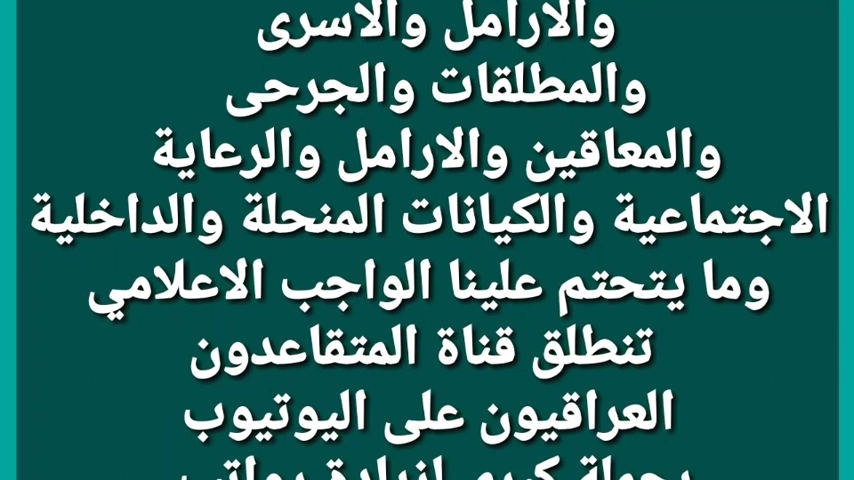 والارامل والاسرى
والمطلقات والجرحى
والمعاقين والارامل والرعاية
الاجتماعية والكيانات المنحلة والداخلية
وما يتحتم علينا الواجب الاعلامي
تنطلق قناة المتقاعدون
العراقيون على اليوتيوب